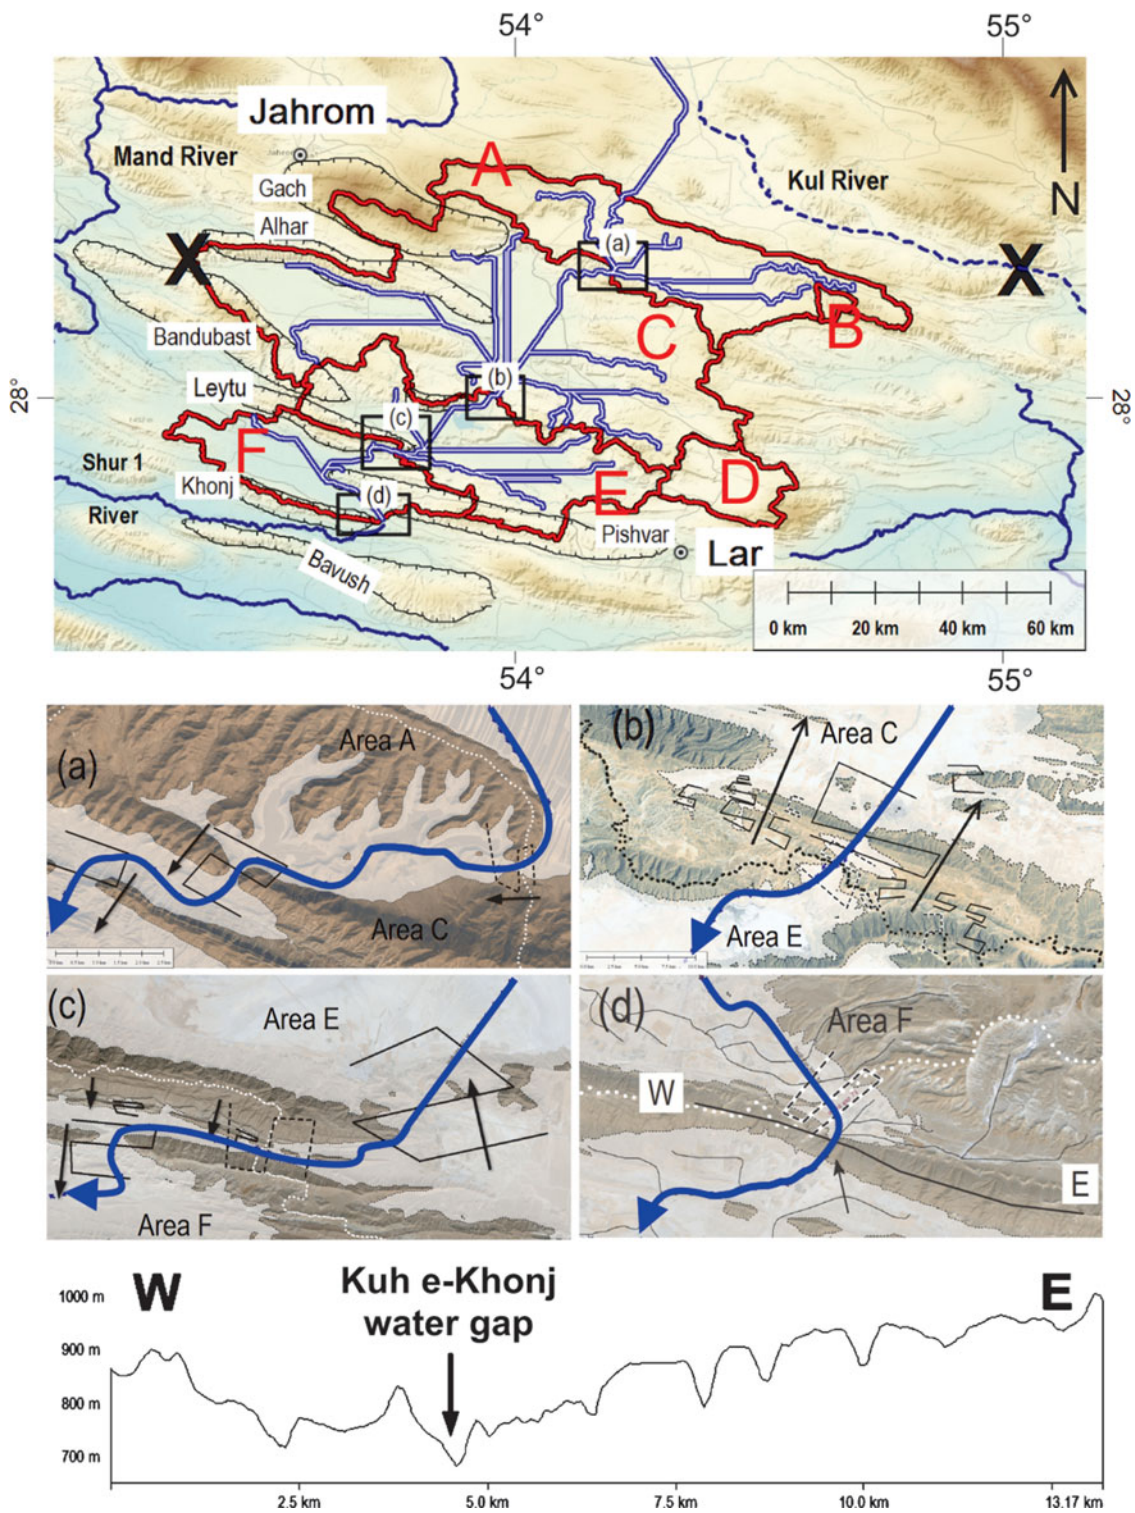 54°
55°
Jahrom
Mand River
Kul River
N
Gach
A
Alhar
(a)
X
X
B
C
Bandubast
(b)
Leytu
28°
28°
(c)
F
Shur 1
E
D
Khonj
(d)
River
Pishvar
Lar
Bavush
0 km 20 km 40 km 60 km
54°
55°
(a)
Area A
Area C
(b)
Area C
Area E
(c)
Area E
Area F
(d)
Area F
W
E
W
Kuh e-Khonj
water gap
E
1000 m
900 m
800 m
700 m
2.5 km 5.0 km 7.5 km 10.0 km 13.17 km